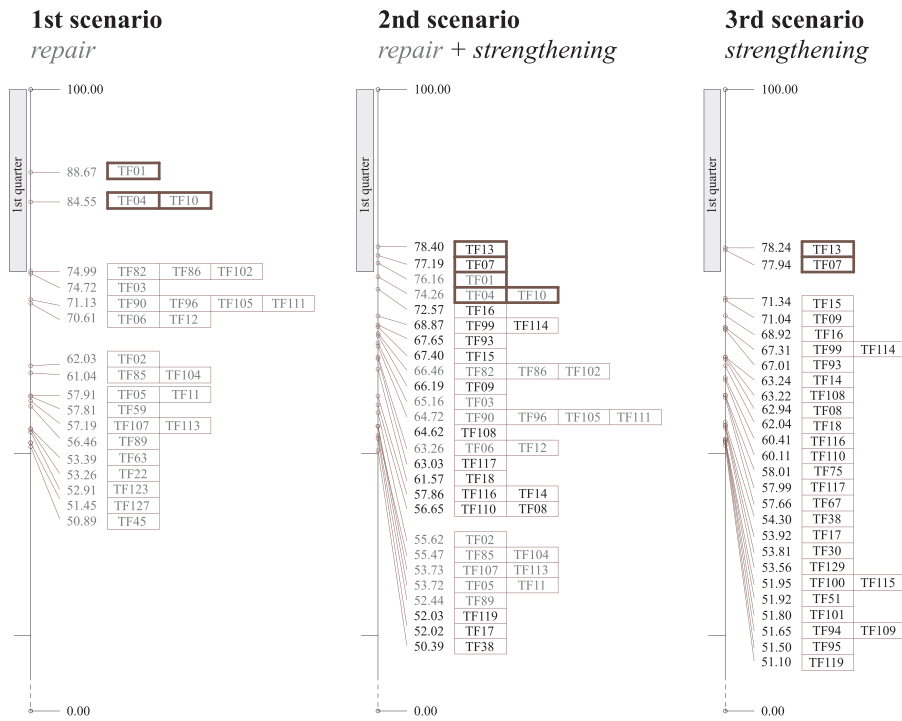 1st scenario
repair
100.00
1st quarter
88.67 TF01
84.55 TF04 TF10
74.99 TF82 TF86 TF102
74.72 TF03
71.13 TF90 TF96 TF105 TF111
70.61 TF06 TF12
62.03 TF02
61.04 TF85 TF104
57.91 TF05 TF11
57.81 TF59
57.19 TF107 TF113
56.46 TF89
53.39 TF63
53.26 TF22
52.91 TF123
51.45 TF127
50.89 TF45
0.00
2nd scenario
repair + strengthening
100.00
1st quarter
78.40 TF13
77.19 TF07
76.16 TF01
74.26 TF04 TF10
72.57 TF16
68.87 TF99 TF114
67.65 TF93
67.40 TF15
66.46 TF82 TF86 TF102
66.19 TF09
65.16 TF03
64.72 TF90 TF96 TF105 TF111
64.62 TF108
63.26 TF06 TF12
63.03 TF117
61.57 TF18
57.86 TF116 TF14
56.65 TF110 TF08
55.62 TF02
55.47 TF85 TF104
53.73 TF107 TF113
53.72 TF05 TF11
52.44 TF89
52.03 TF119
52.02 TF17
50.39 TF38
0.00
3rd scenario
strengthening
100.00
1st quarter
78.24 TF13
77.94 TF07
71.34 TF15
71.04 TF09
68.92 TF16
67.31 TF99 TF114
67.01 TF93
63.24 TF14
63.22 TF108
62.94 TF08
62.04 TF18
60.41 TF116
60.11 TF110
58.01 TF75
57.99 TF117
57.66 TF67
54.30 TF38
53.92 TF17
53.81 TF30
53.56 TF129
51.95 TF100 TF115
51.92 TF51
51.80 TF101
51.65 TF94 TF109
51.50 TF95
51.10 TF119
0.00